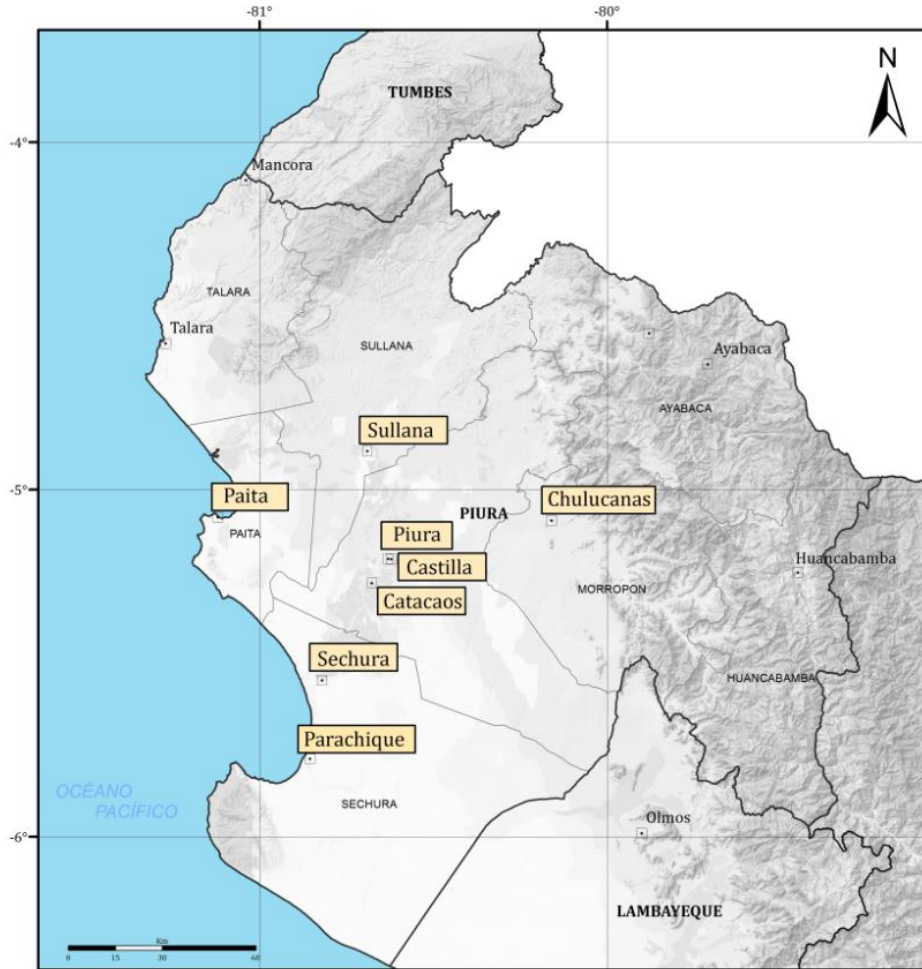 -81°
-80°
N
TUMBES
-4°
Mancora
TALARA
Talara
SULLANA
Ayabaca
AYABACA
Sullana
-5°
Paita
Chulucanas
PIURA
PAITA
Piura
Castilla
Huancabamba
Catacaos
MORROPON
Sechura
HUANCABAMBA
Parachique
OCÉANO
PACÍFICO
SECHURA
Olmos
-6°
LAMBAYEQUE
Km
0 15 30 60